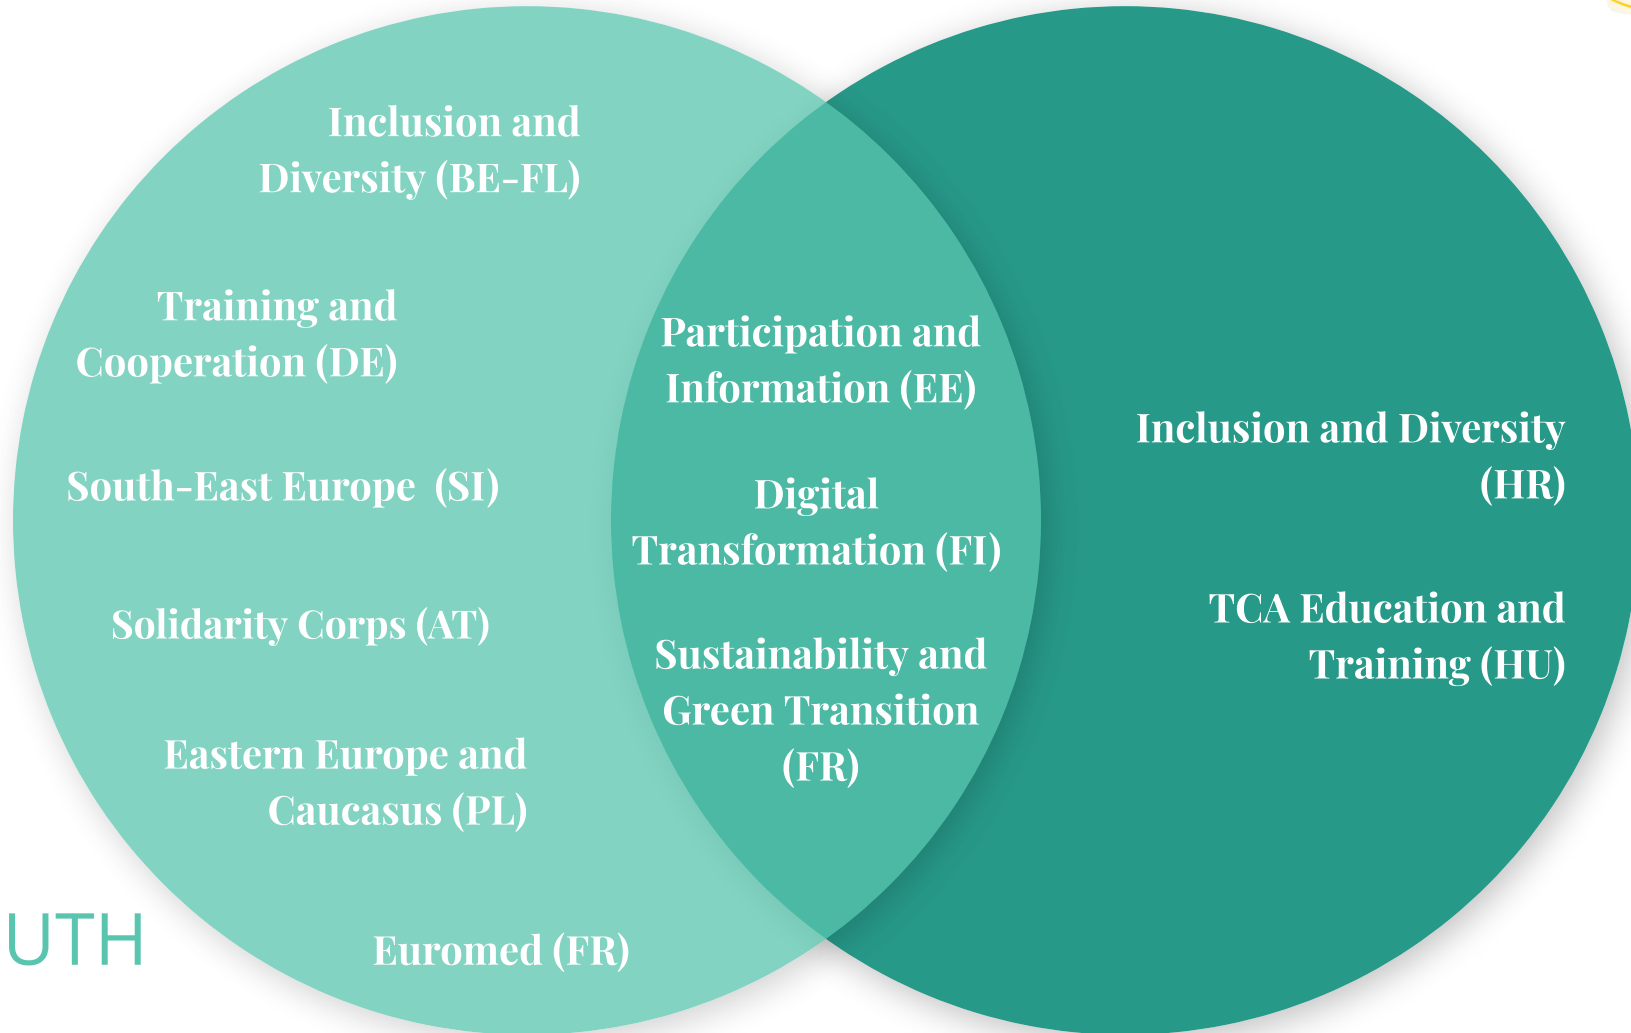 Inclusion and
Diversity (BE-FL)
Training and
Cooperation (DE)
South-East Europe (SI)
Solidarity Corps (AT)
Eastern Europe and
Caucasus (PL)
Euromed (FR)
UTH
Participation and
Information (EE)
Digital
Transformation (FI)
Sustainability and
Green Transition
(FR)
Inclusion and Diversity
(HR)
TCA Education and
Training (HU)